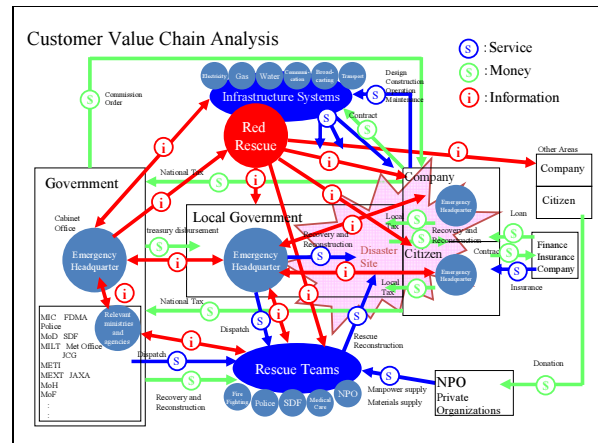 Customer Value Chain Analysis
S : Service
$ : Money
i : Information
Electricity
Gas
Water
Communi-
cation
Broad-
casting
Transport
Infrastructure Systems
Design
Construction
Operation
Maintenance
Commission
Order
Contract
Red
Rescue
National Tax
Other Areas
Company
Citizen
Government
Cabinet
Office
Emergency
Headquarter
treasury disbursement
Local Government
Emergency
Headquarter
Recovery and
Reconstruction
Disaster
Site
Company
Emergency
Headquarter
Local
Tax
Recovery and
Reconstruction
Citizen
Emergency
Headquarter
Local
Tax
Loan
Contract
Finance
Insurance
Company
Insurance
National Tax
Relevant
ministries
and
agencies
MIC FDMA
Police
MoD SDF
MILT Met Office
JCG
METI
MEXT JAXA
MoH
MoF
:
:
Dispatch
Dispatch
Rescue
Reconstruction
Recovery and
Reconstruction
Rescue Teams
Fire
Fighting
Police
SDF
Medical
Care
NPO
Manpower supply
Materials supply
Donation
NPO
Private
Organizations